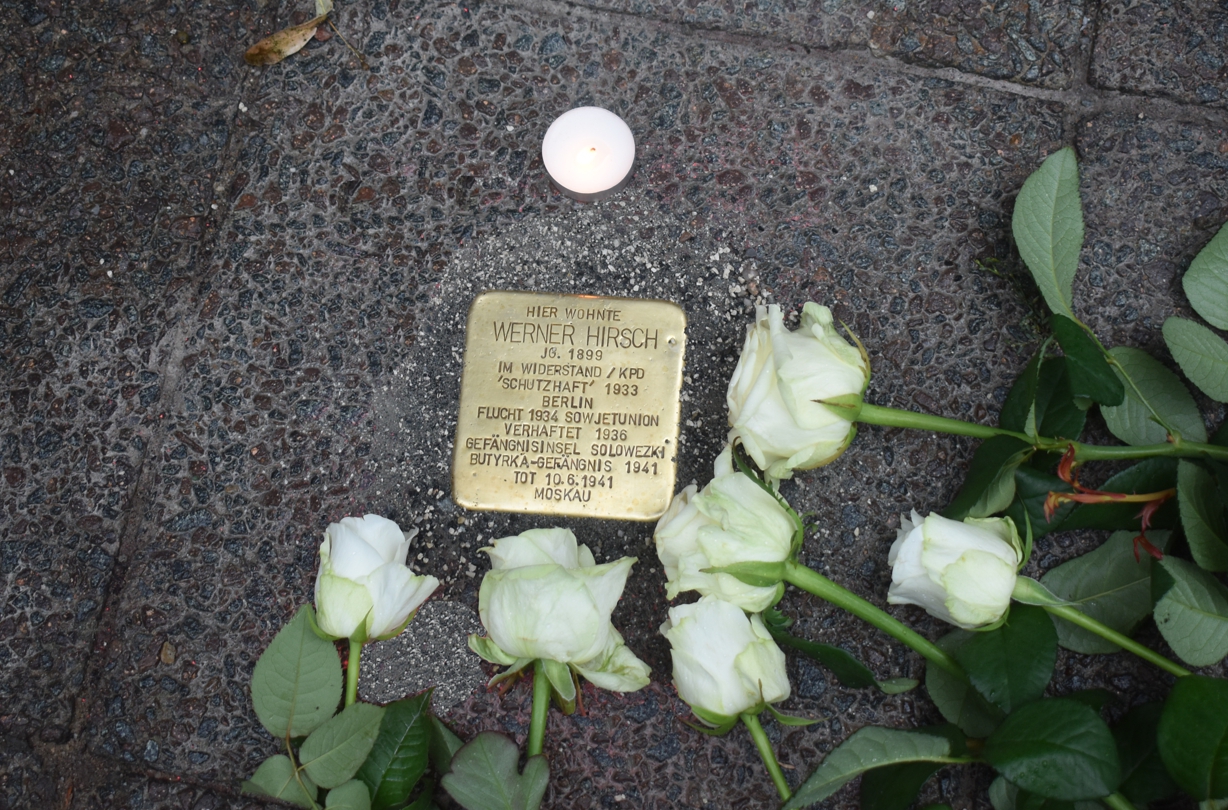 HIER WOHNTE
WERNER HIRSCH
JG. 1899
IM WIDERSTAND / KPD
'SCHUTZHAFT' 1933
BERLIN
FLUCHT 1934 SOWJETUNION
VERHAFTET 1936
GEFÄNGNISINSEL SOLOWEZKI
BUTYRKA-GEFÄNGNIS 1941
TOT 10.6.1941
MOSKAU